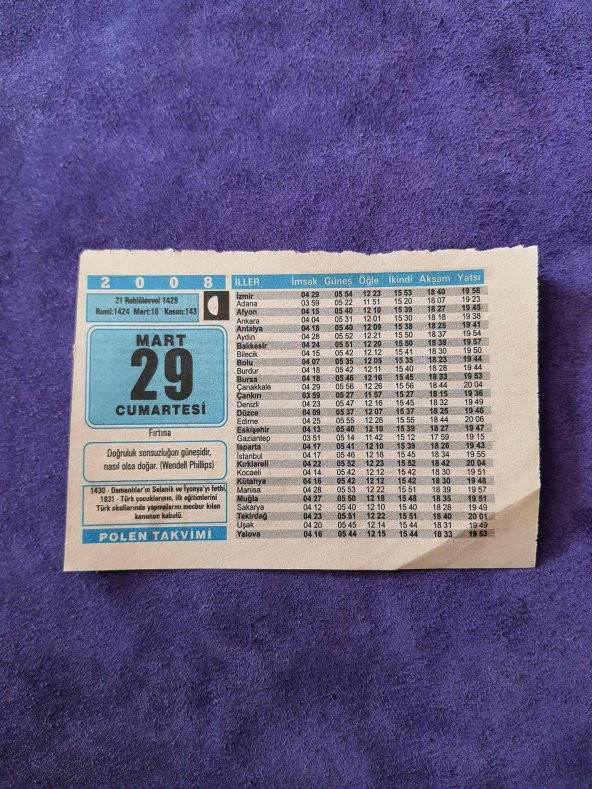 2 0 0 8
21 Rebiülevvel 1429
Rumi:1424 Mart:16 Kasım:143
MART
29
CUMARTESİ
Fırtına
Doğruluk sonsuzluğun güneşidir,
nasıl olsa doğar. (Wendell Phillips)
1430 - Osmanlılar'ın Selanik ve İyonya'yı fethi.
1931 - Türk çocuklarının, ilk eğitimlerini
Türk okullarında yapmalarını mecbur kılan
kanunun kabulü.
POLEN TAKVİMİ
İLLER İmsak Güneş Öğle İkindi Akşam Yatsı
İzmir 04 29 05 54 12 23 15 53 18 40 19 58
Adana 03 59 05 22 11 51 15 20 18 07 19 23
Afyon 04 15 05 40 12 10 15 39 18 27 19 45
Ankara 04 04 05 31 12 01 15 30 18 18 19 38
Antalya 04 18 05 40 12 09 15 38 18 25 19 41
Aydın 04 28 05 52 12 21 15 50 18 37 19 54
Balıkesir 04 24 05 51 12 20 15 50 18 38 19 57
Bilecik 04 15 05 42 12 12 15 41 18 30 19 50
Bolu 04 07 05 35 12 05 15 35 18 23 19 44
Burdur 04 18 05 42 12 11 15 40 18 28 19 44
Bursa 04 18 05 46 12 16 15 45 18 33 19 53
Çanakkale 04 29 05 56 12 26 15 56 18 44 20 04
Çankırı 03 59 05 27 11 57 15 27 18 15 19 36
Denizli 04 23 05 47 12 16 15 45 18 32 19 49
Düzce 04 09 05 37 12 07 15 37 18 25 19 46
Edirne 04 25 05 55 12 26 15 55 18 44 20 06
Eskişehir 04 13 05 40 12 10 15 39 18 27 19 47
Gaziantep 03 51 05 14 11 42 15 12 17 59 19 15
Isparta 04 17 05 41 12 10 15 39 18 26 19 43
İstanbul 04 17 05 46 12 16 15 45 18 34 19 55
Kırklareli 04 22 05 52 12 23 15 52 18 42 20 04
Kocaeli 04 14 05 42 12 12 15 42 18 30 19 51
Kütahya 04 16 05 42 12 12 15 42 18 30 19 48
Manisa 04 28 05 53 12 22 15 51 18 39 19 57
Muğla 04 27 05 50 12 18 15 48 18 35 19 51
Sakarya 04 12 05 40 12 10 15 40 18 28 19 49
Tekirdağ 04 23 05 51 12 22 15 51 18 40 20 01
Uşak 04 20 05 45 12 14 15 44 18 31 19 49
Yalova 04 16 05 44 12 15 15 44 18 33 19 53